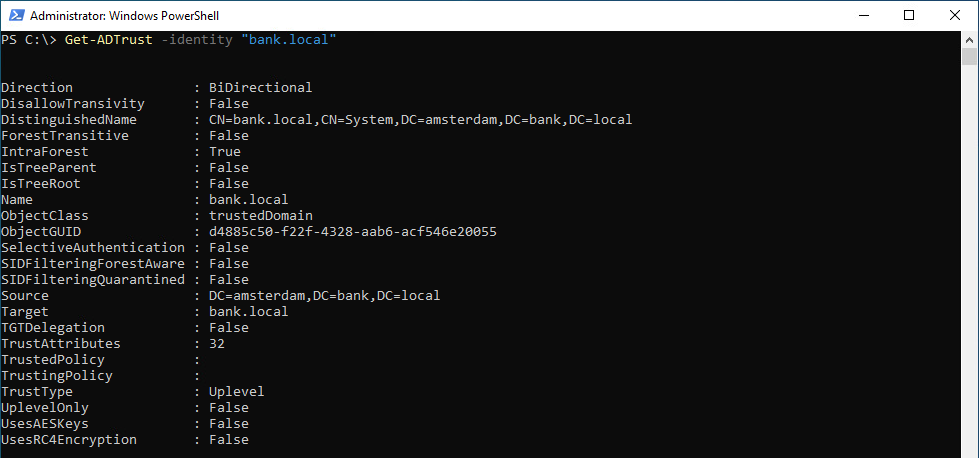 Administrator: Windows PowerShell
PS C:\> Get-ADTrust -identity "bank.local"
Direction : BiDirectional
DisallowTransivity : False
DistinguishedName : CN=bank.local,CN=System,DC=amsterdam,DC=bank,DC=local
ForestTransitive : False
IntraForest : True
IsTreeParent : False
IsTreeRoot : False
Name : bank.local
ObjectClass : trustedDomain
ObjectGUID : d4885c50-f22f-4328-aab6-acf546e20055
SelectiveAuthentication : False
SIDFilteringForestAware : False
SIDFilteringQuarantined : False
Source : DC=amsterdam,DC=bank,DC=local
Target : bank.local
TGTDelegation : False
TrustAttributes : 32
TrustedPolicy :
TrustingPolicy :
TrustType : Uplevel
UplevelOnly : False
UsesAESKeys : False
UsesRC4Encryption : False